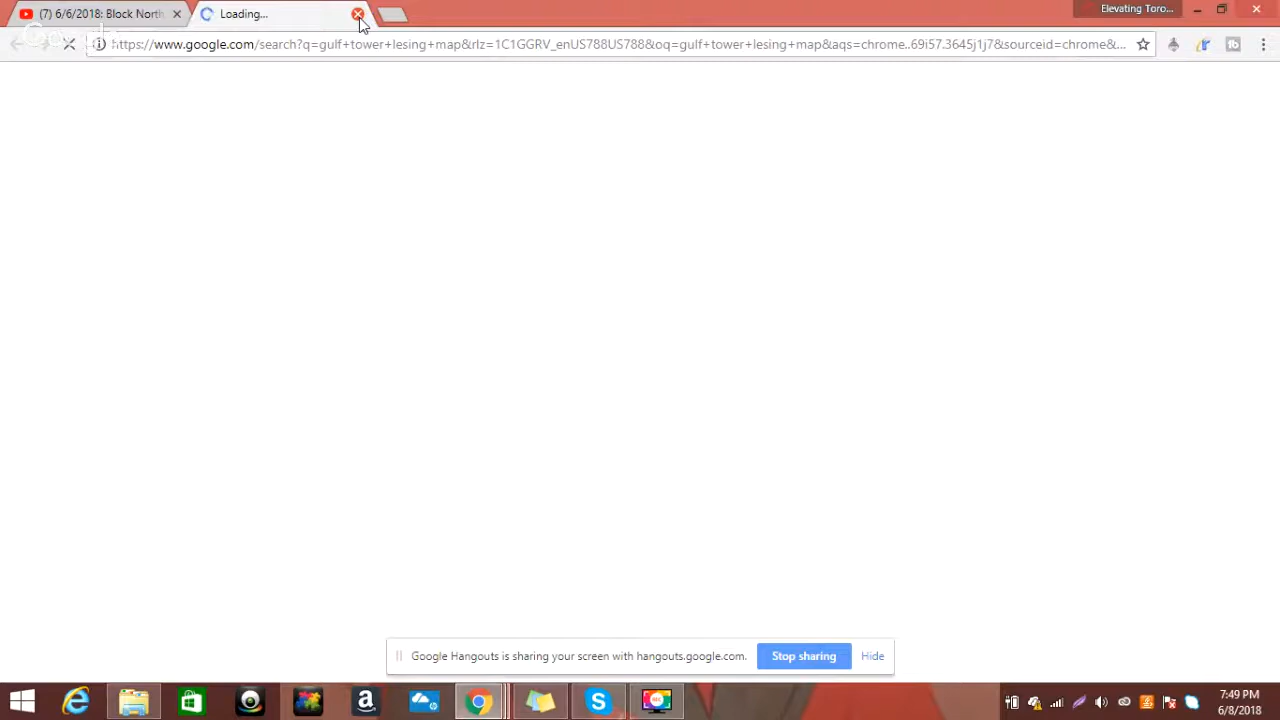 (7) 6/6/2018: Block North
Loading...
Elevating Toro...
Google
https://www.google.com/search?q=gulf+tower+lesing+map&rlz=1C1GGRV_enUS788US788&oq=gulf+tower+lesing+map&aqs=chrome..69i57.3645j1j7&sourceid=chrome&...
Google Hangouts is sharing your screen with hangouts.google.com.
Stop sharing
Hide
7:49 PM
6/8/2018